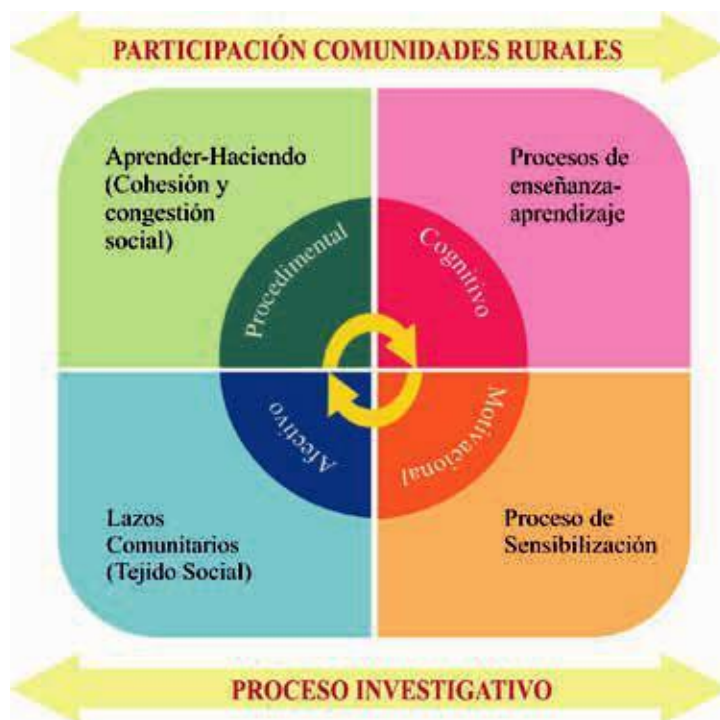 PARTICIPACIÓN COMUNIDADES RURALES
Aprender-Haciendo
(Cohesión y
congestión
social)
Procesos de
enseñanza-
aprendizaje
Procedimental
Cognitivo
Afectivo
Motivacional
Lazos
Comunitarios
(Tejido Social)
Proceso de
Sensibilización
PROCESO INVESTIGATIVO